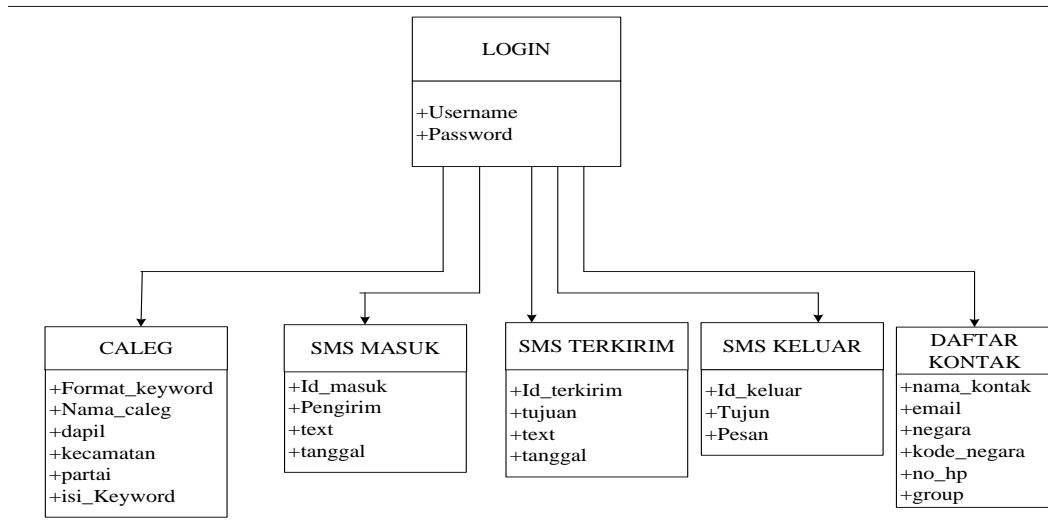 LOGIN
+Username
+Password
CALEG
+Format_keyword
+Nama_caleg
+dapil
+kecamatan
+partai
+isi_Keyword
SMS MASUK
+Id_masuk
+Pengirim
+text
+tanggal
SMS TERKIRIM
+Id_terkirim
+tujuan
+text
+tanggal
SMS KELUAR
+Id_keluar
+Tujun
+Pesan
DAFTAR
KONTAK
+nama_kontak
+email
+negara
+kode_negara
+no_hp
+group